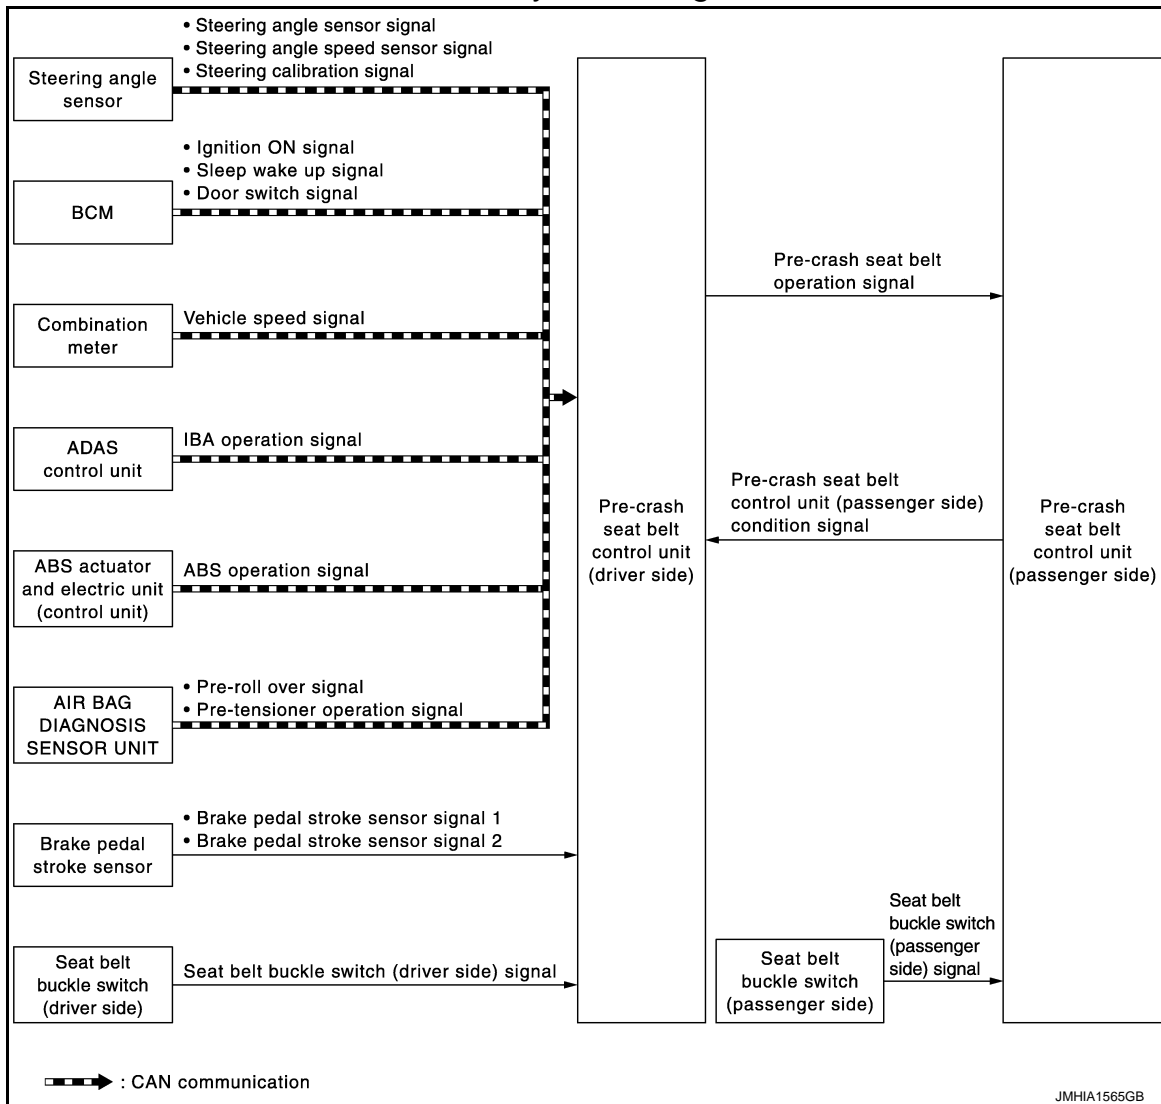 • Steering angle sensor signal
• Steering angle speed sensor signal
• Steering calibration signal
Steering angle
sensor
• Ignition ON signal
• Sleep wake up signal
• Door switch signal
BCM
Combination
meter
Vehicle speed signal
ADAS
control unit
IBA operation signal
ABS actuator
and electric unit
(control unit)
ABS operation signal
AIR BAG
DIAGNOSIS
SENSOR UNIT
• Pre-roll over signal
• Pre-tensioner operation signal
Brake pedal
stroke sensor
• Brake pedal stroke sensor signal 1
• Brake pedal stroke sensor signal 2
Seat belt
buckle switch
(driver side)
Seat belt buckle switch (driver side) signal
Pre-crash
seat belt
control unit
(driver side)
Pre-crash seat belt
operation signal
Pre-crash seat belt
control unit (passenger side)
condition signal
Pre-crash
seat belt
control unit
(passenger side)
Seat belt
buckle switch
(passenger side)
Seat belt
buckle switch
(passenger
side) signal
: CAN communication
JMHIA1565GB